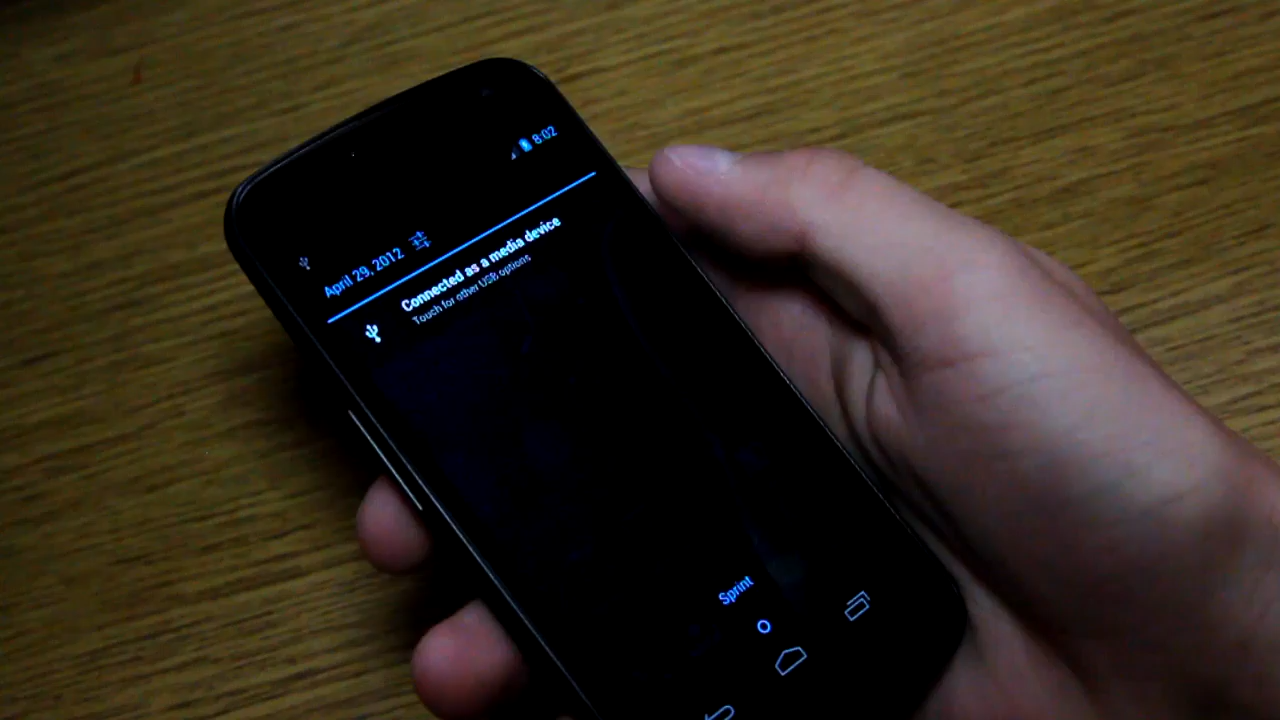 8:02
April 29, 2012
Connected as a media device
Touch for other USB options
Sprint